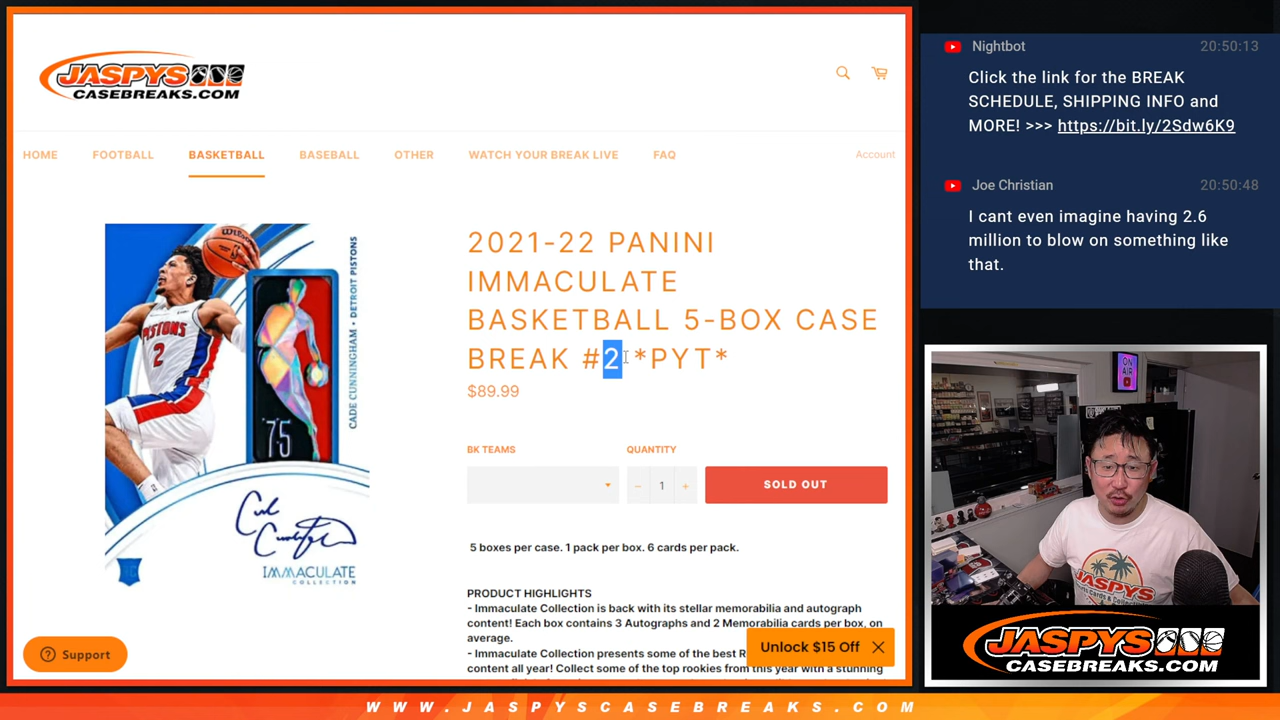 JASPYS
CASEBREAKS.COM
HOME
FOOTBALL
BASKETBALL
BASEBALL
OTHER
WATCH YOUR BREAK LIVE
FAQ
Account
Wilson
PISTONS
2
CADE CUNNINGHAM • DETROIT PISTONS
75
RC
IMMACULATE
COLLECTION
2021-22 PANINI
IMMACULATE
BASKETBALL 5-BOX CASE
BREAK #2 *PYT*
$89.99
BK TEAMS
QUANTITY
− 1 +
SOLD OUT
5 boxes per case. 1 pack per box. 6 cards per pack.
PRODUCT HIGHLIGHTS
- Immaculate Collection is back with its stellar memorabilia and autograph
content! Each box contains 3 Autographs and 2 Memorabilia cards per box, on
average.
- Immaculate Collection presents some of the best R
content all year! Collect some of the top rookies from this year with a stunning
Unlock $15 Off
Support
Nightbot
20:50:13
Click the link for the BREAK
SCHEDULE, SHIPPING INFO and
MORE! >>> https://bit.ly/2Sdw6K9
Joe Christian
20:50:48
I cant even imagine having 2.6
million to blow on something like
that.
ON
AIR
JASPYS
JASPYS
CASEBREAKS.COM
WWW.JASPYSCASEBREAKS.COM